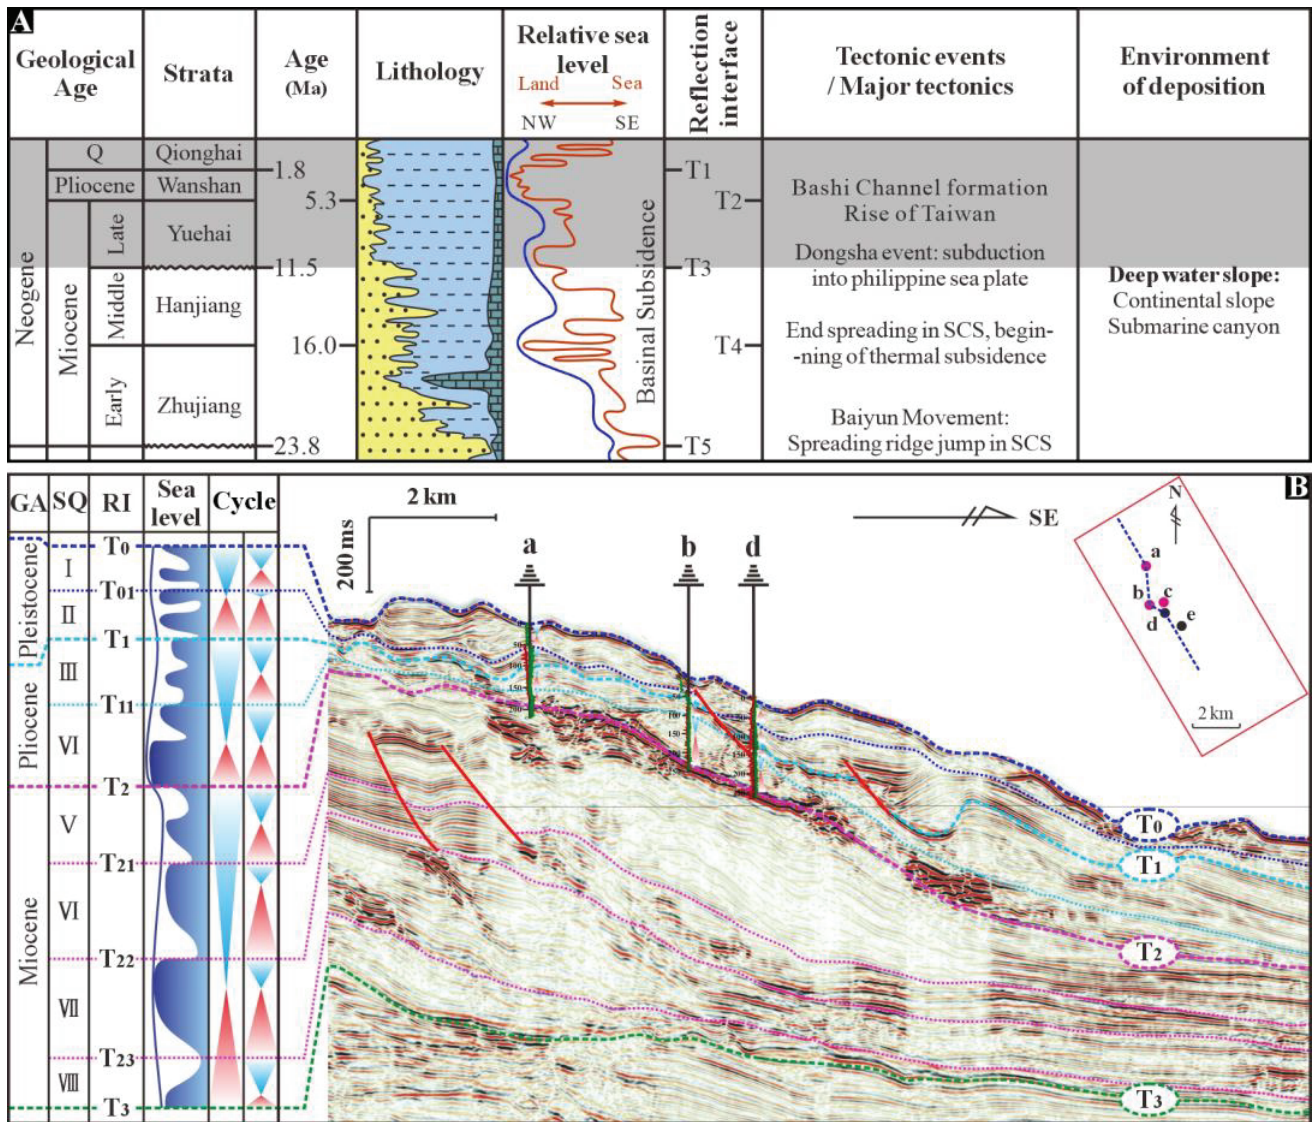 A
Geological
Age
Strata
Age
(Ma)
Lithology
Relative sea
level
Land Sea
NW SE
Reflection
interface
Tectonic events
/ Major tectonics
Environment
of deposition
Neogene
Q
Qionghai
1.8
T1
Pliocene
Wanshan
5.3
T2
Bashi Channel formation
Rise of Taiwan
Miocene
Late
Yuehai
11.5
T3
Dongsha event: subduction
into philippine sea plate
Middle
Hanjiang
16.0
T4
End spreading in SCS, begin-
-ning of thermal subsidence
Early
Zhujiang
23.8
T5
Baiyun Movement:
Spreading ridge jump in SCS
Basinal Subsidence
Deep water slope:
Continental slope
Submarine canyon
B
GA
SQ
RI
Sea
level
Cycle
2 km
200 ms
SE
N
a
b
c
d
e
2 km
a
b
d
Pleistocene
Pliocene
Miocene
I
II
III
VI
V
VI
VII
VIII
T0
T01
T1
T11
T2
T21
T22
T23
T3
50
100
150
200
T0
T1
T2
T3